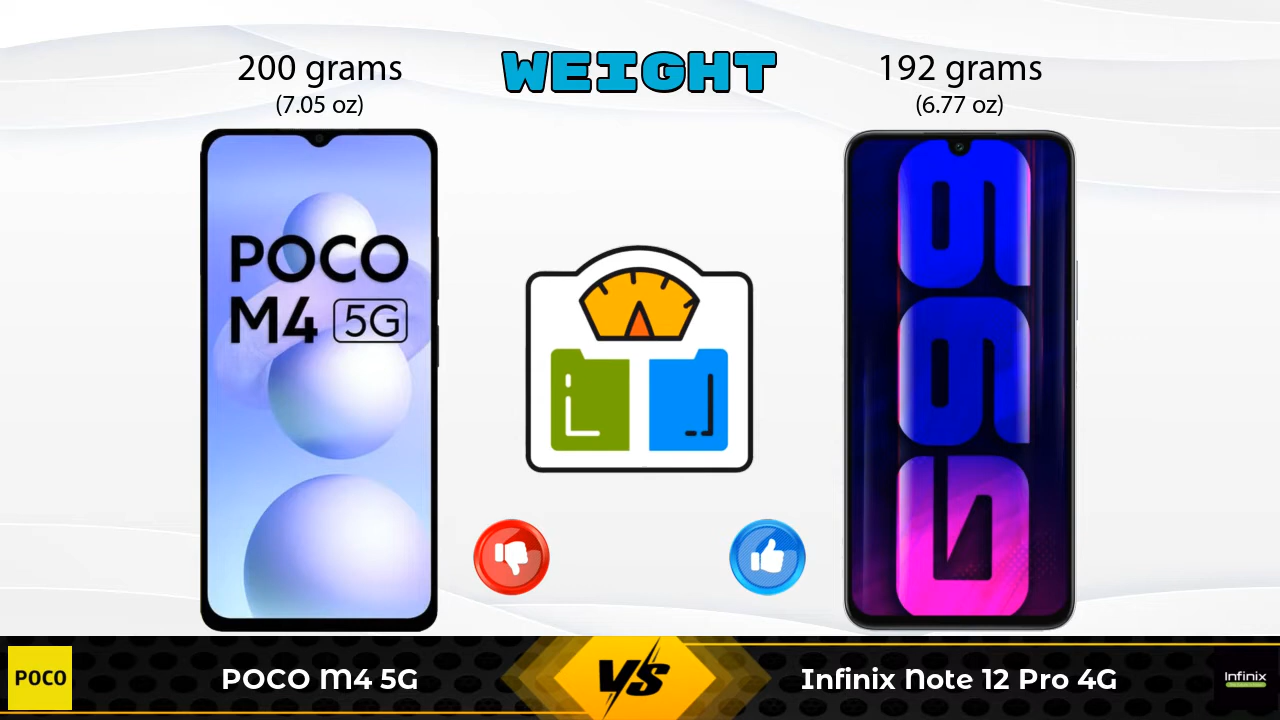 WEIGHT
200 grams
(7.05 oz)
192 grams
(6.77 oz)
POCO
M4 5G
G99
POCO
POCO M4 5G
VS
Infinix Note 12 Pro 4G
Infinix